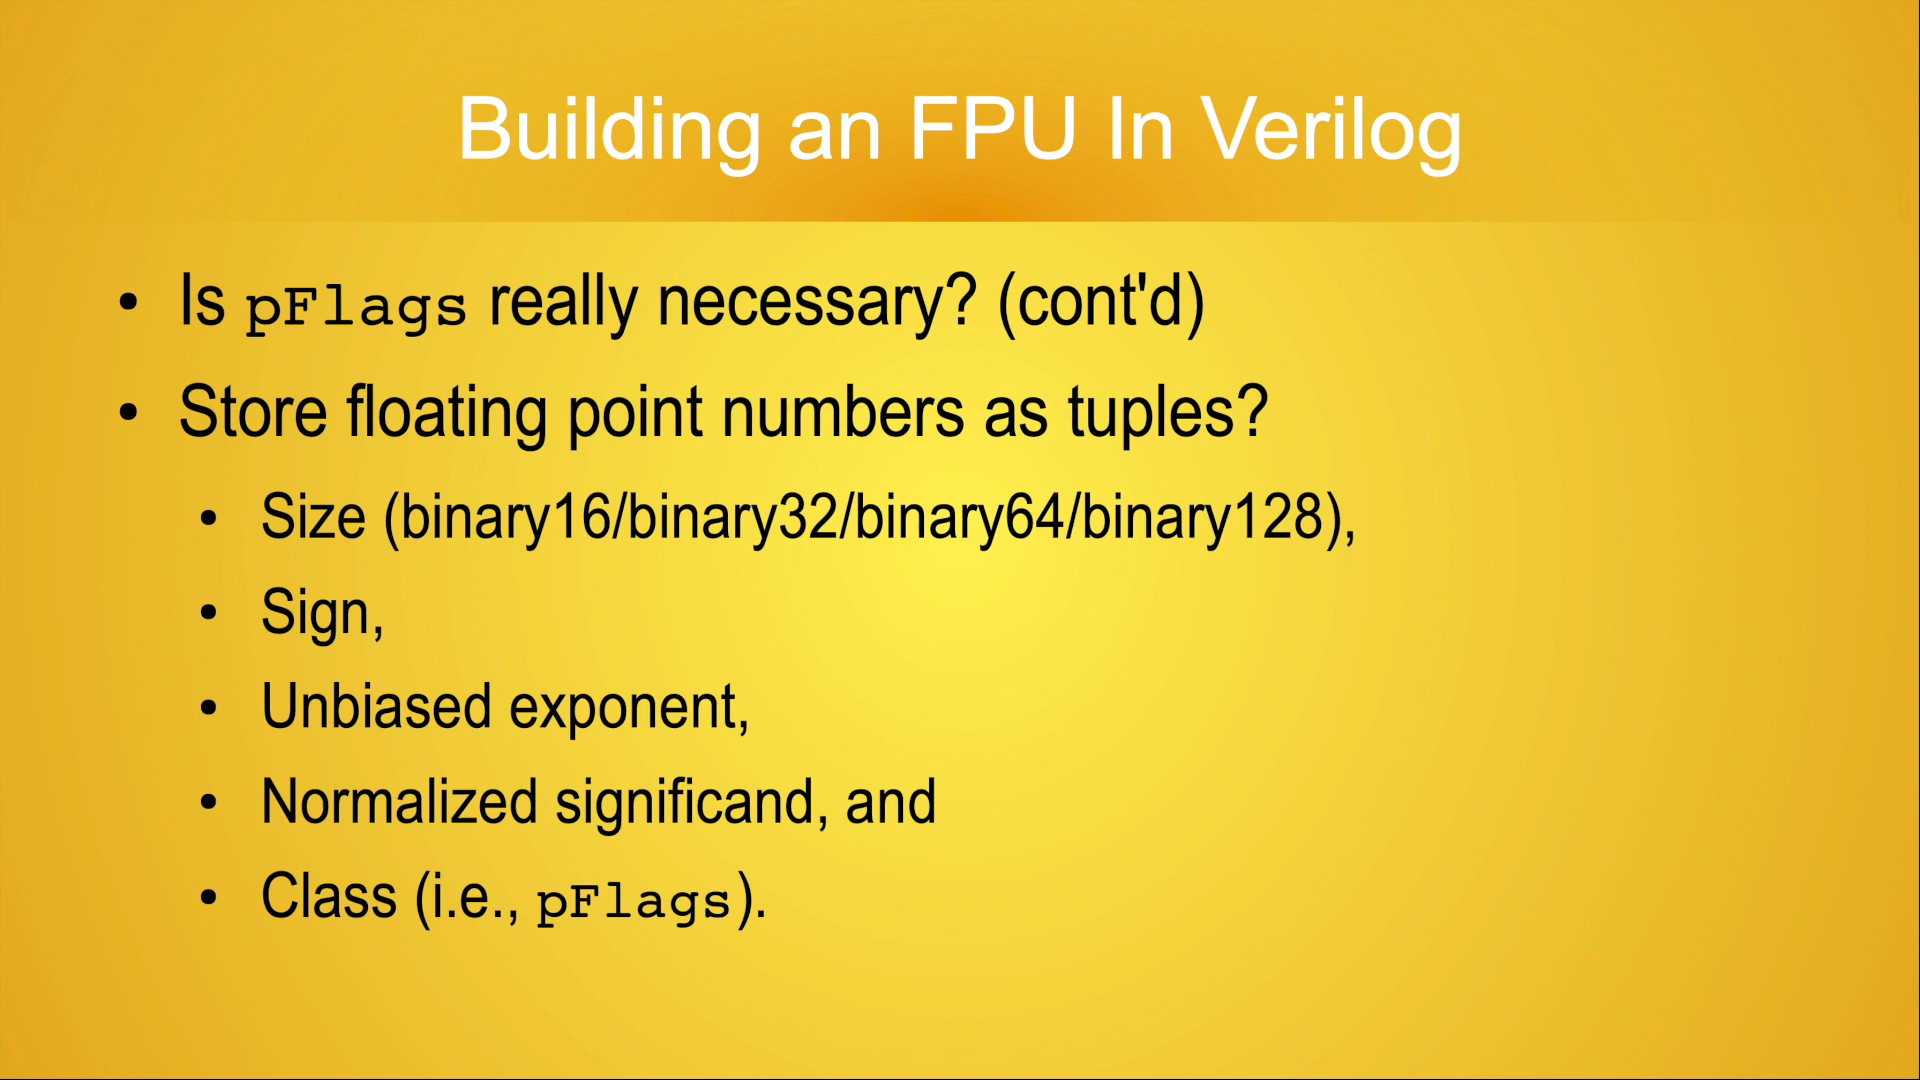 Building an FPU In Verilog
• Is pFlags really necessary? (cont'd)
• Store floating point numbers as tuples?
• Size (binary16/binary32/binary64/binary128),
• Sign,
• Unbiased exponent,
• Normalized significand, and
• Class (i.e., pFlags).